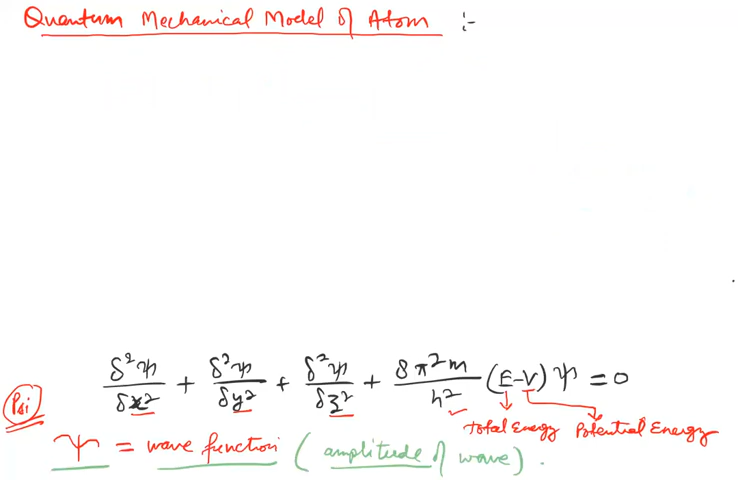 Quantum Mechanical Model of Atom :-
δ²ψ/δx² + δ²ψ/δy² + δ²ψ/δz² + 8π²m/h² (E-V) ψ = 0
Total Energy Potential Energy
Psi
ψ = wave function (amplitude of wave).